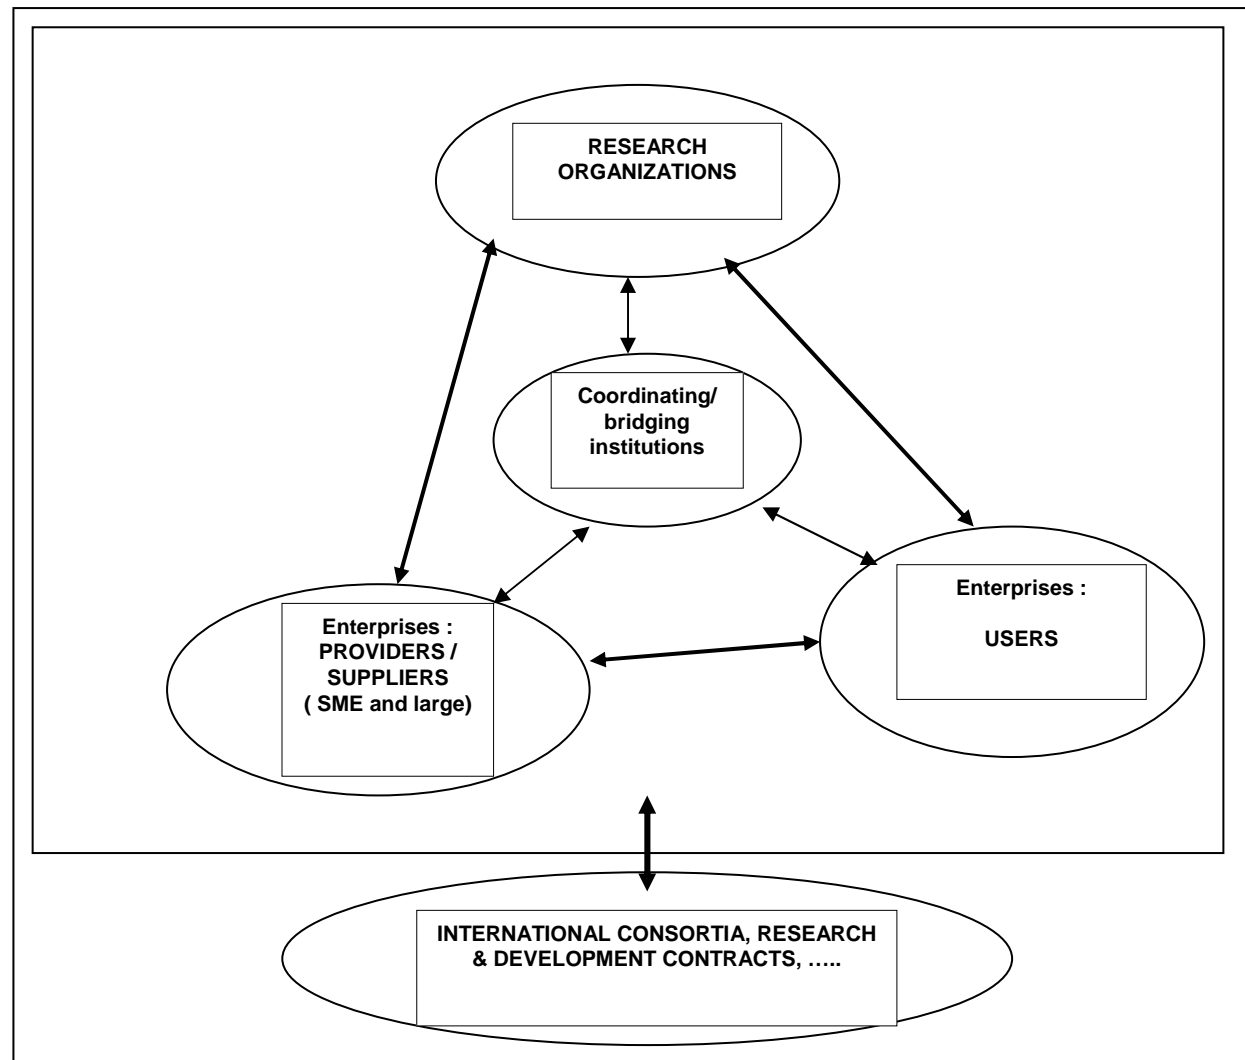 RESEARCH
ORGANIZATIONS
Coordinating/
bridging
institutions
Enterprises :
USERS
Enterprises :
PROVIDERS /
SUPPLIERS
( SME and large)
INTERNATIONAL CONSORTIA, RESEARCH
& DEVELOPMENT CONTRACTS, …..